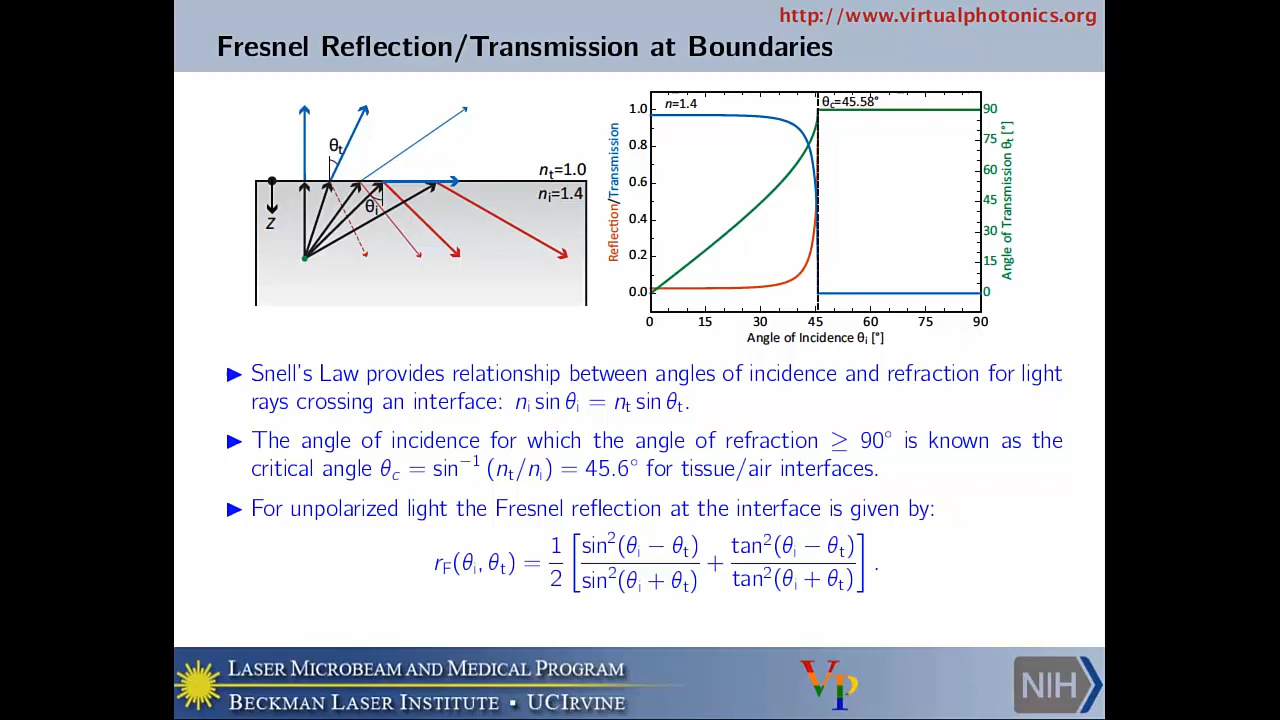 http://www.virtualphotonics.org
Fresnel Reflection/Transmission at Boundaries
θt
nt=1.0
ni=1.4
θi
z
n=1.4
θc=45.58°
Reflection/Transmission
1.0
0.8
0.6
0.4
0.2
0.0
0 15 30 45 60 75 90
Angle of Incidence θi [°]
90
75
60
45
30
15
0
Angle of Transmission θt [°]
▶ Snell's Law provides relationship between angles of incidence and refraction for light
rays crossing an interface: ni sin θi = nt sin θt.
▶ The angle of incidence for which the angle of refraction ≥ 90° is known as the
critical angle θc = sin⁻¹ (nt/ni) = 45.6° for tissue/air interfaces.
▶ For unpolarized light the Fresnel reflection at the interface is given by:
rF(θi, θt) = 1/2 [ sin²(θi − θt)/sin²(θi + θt) + tan²(θi − θt)/tan²(θi + θt) ] .
Laser Microbeam and Medical Program
Beckman Laser Institute ▪ UCIrvine
VP
NIH